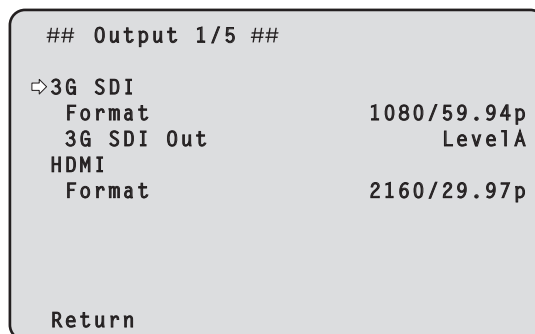 ## Output 1/5 ##
⇨3G SDI
Format 1080/59.94p
3G SDI Out LevelA
HDMI
Format 2160/29.97p
Return